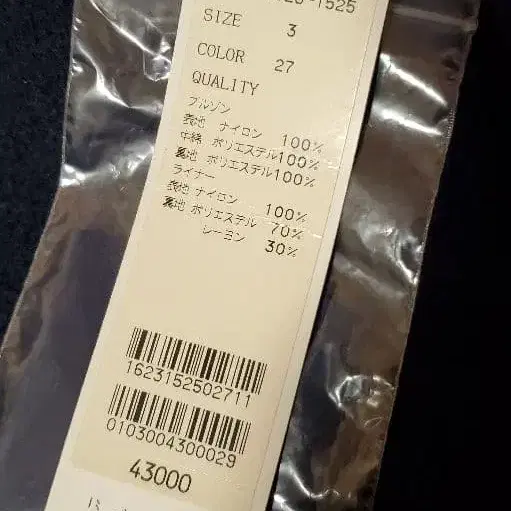 -1525
SIZE 3
COLOR 27
QUALITY
ブルゾン
表地 ナイロン 100%
中綿 ポリエステル100%
裏地 ポリエステル100%
ライナー
表地 ナイロン 100%
裏地 ポリエステル 70%
レーヨン 30%
1623152502711
0103004300029
43000